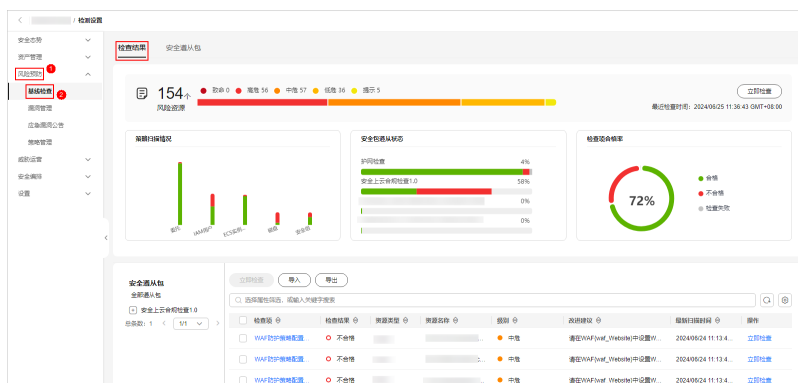 / 检测设置
安全态势
资产管理
风险预防
1
基线检查
2
漏洞管理
应急漏洞公告
策略管理
威胁运营
安全编排
设置
检查结果
安全遵从包
154个
风险资源
致命 0
高危 56
中危 57
低危 36
提示 5
立即检查
最近检查时间：2024/06/25 11:36:43 GMT+08:00
策略扫描情况
IAM用户
ECS实例...
磁盘
安全组
安全包遵从状态
护网检查
4%
安全上云合规检查1.0
58%
0%
0%
检查项合格率
72%
合格
不合格
检查失败
安全遵从包
全部遵从包
安全上云合规检查1.0
总条数：1
1/1
立即检查
导入
导出
选择属性筛选，或输入关键字搜索
检查项
检查结果
资源类型
资源名称
级别
改进建议
最新扫描时间
操作
WAF防护策略配置...
不合格
...
中危
请在WAF(waf_Website)中设置W...
2024/06/24 11:13:4...
立即检查
WAF防护策略配置...
不合格
c...
中危
请在WAF(waf_Website)中设置W...
2024/06/24 11:13:4...
立即检查
WAF防护策略配置...
不合格
中危
请在WAF(waf_Website)中设置W...
2024/06/24 11:13:4...
立即检查